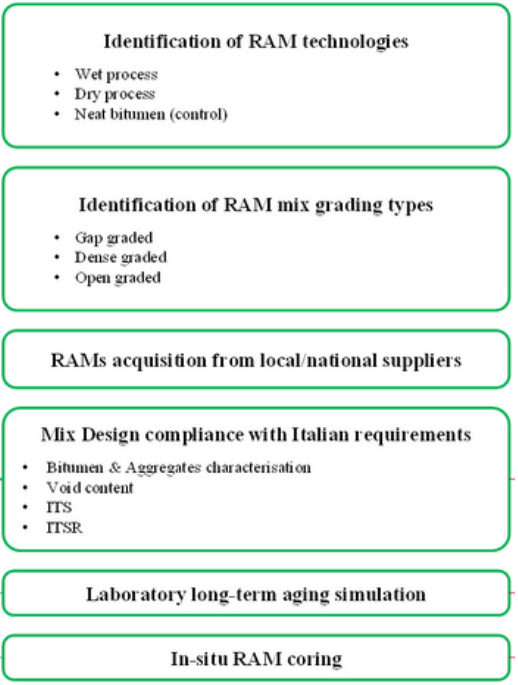 Identification of RAM technologies
• Wet process
• Dry process
• Neat bitumen (control)
Identification of RAM mix grading types
• Gap graded
• Dense graded
• Open graded
RAMs acquisition from local/national suppliers
Mix Design compliance with Italian requirements
• Bitumen & Aggregates characterisation
• Void content
• ITS
• ITSR
Laboratory long-term aging simulation
In-situ RAM coring